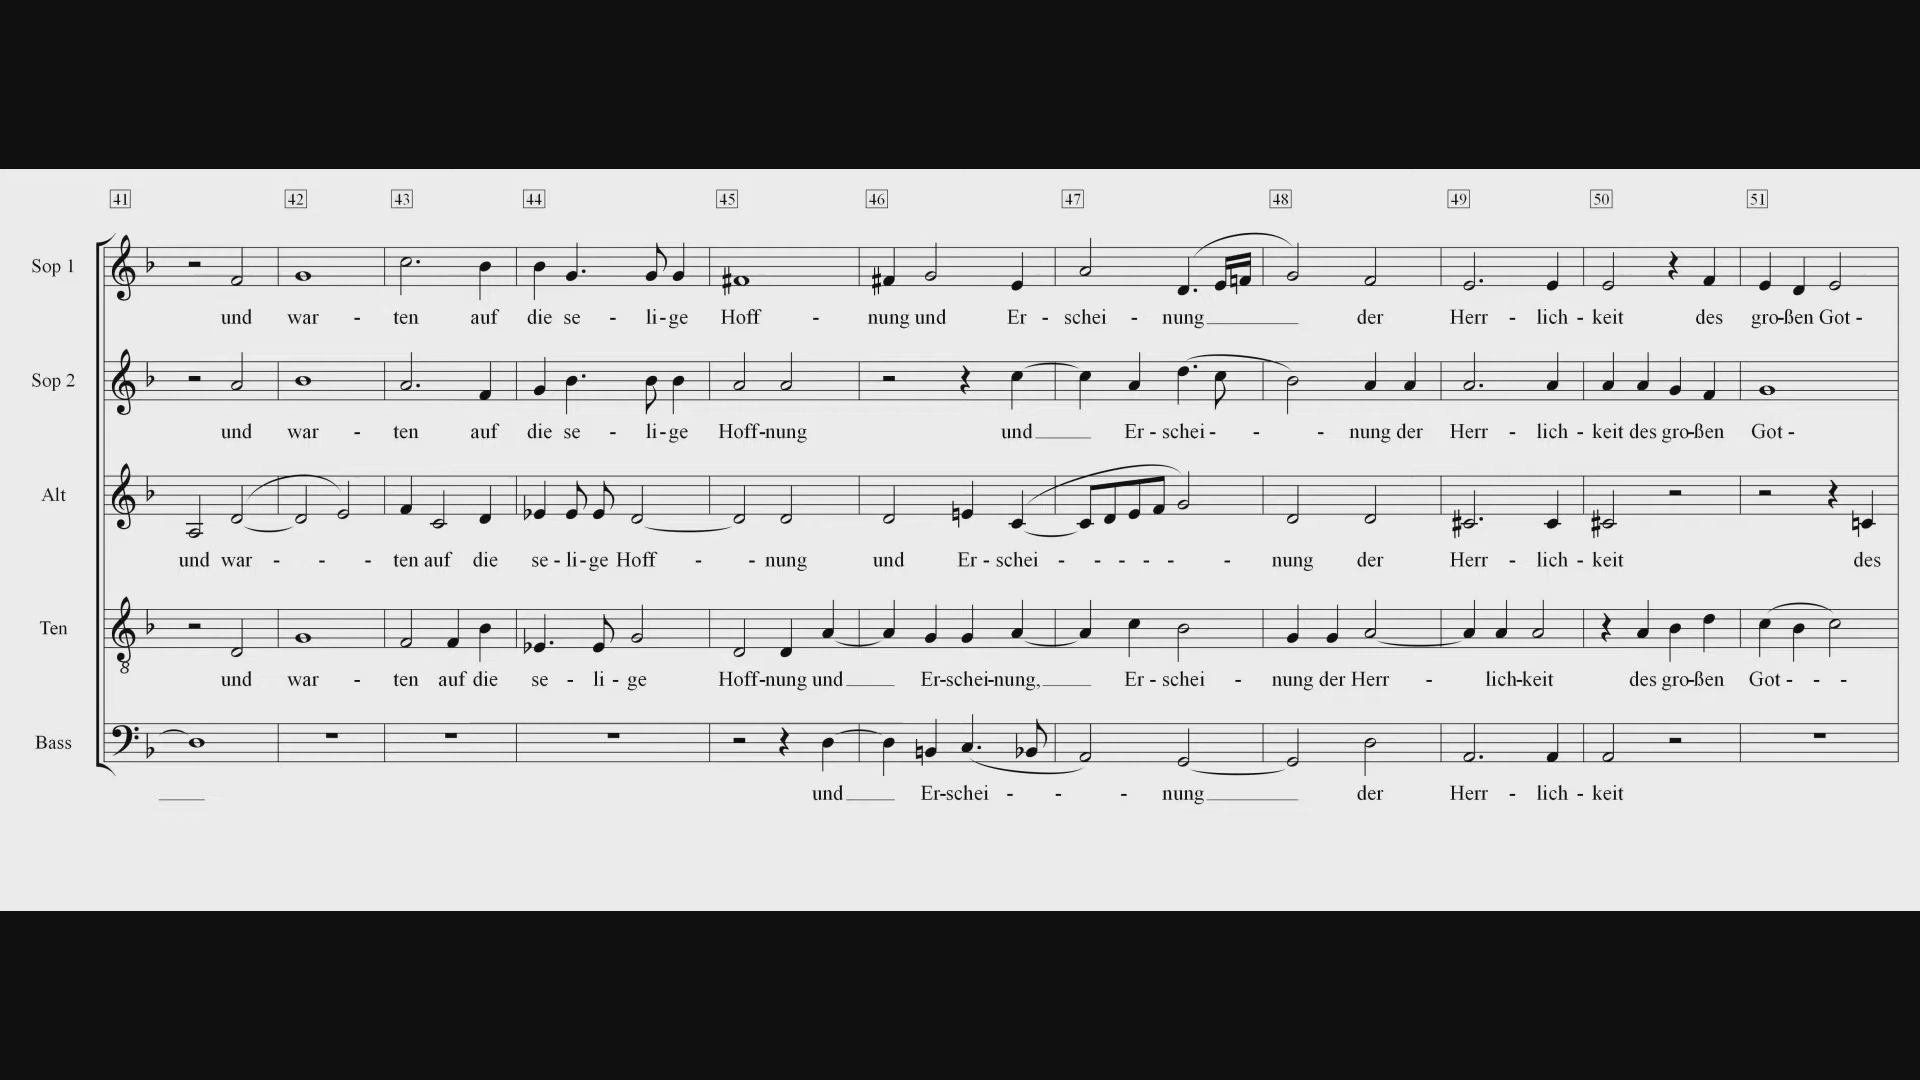 41 42 43 44 45 46 47 48 49 50 51
Sop 1
und war - ten auf die se - li-ge Hoff - nung und Er - schei - nung der Herr - lich - keit des gro-ßen Got -
Sop 2
und war - ten auf die se - li-ge Hoff-nung und Er - schei - - - nung der Herr - lich - keit des gro-ßen Got -
Alt
und war - - - ten auf die se - li-ge Hoff - - nung und Er - schei - - - - - - nung der Herr - lich - keit des
Ten
8
und war - ten auf die se - li - ge Hoff-nung und Er-schei-nung, Er - schei - nung der Herr - lich-keit des gro-ßen Got - - -
Bass
und Er-schei - - - nung der Herr - lich - keit